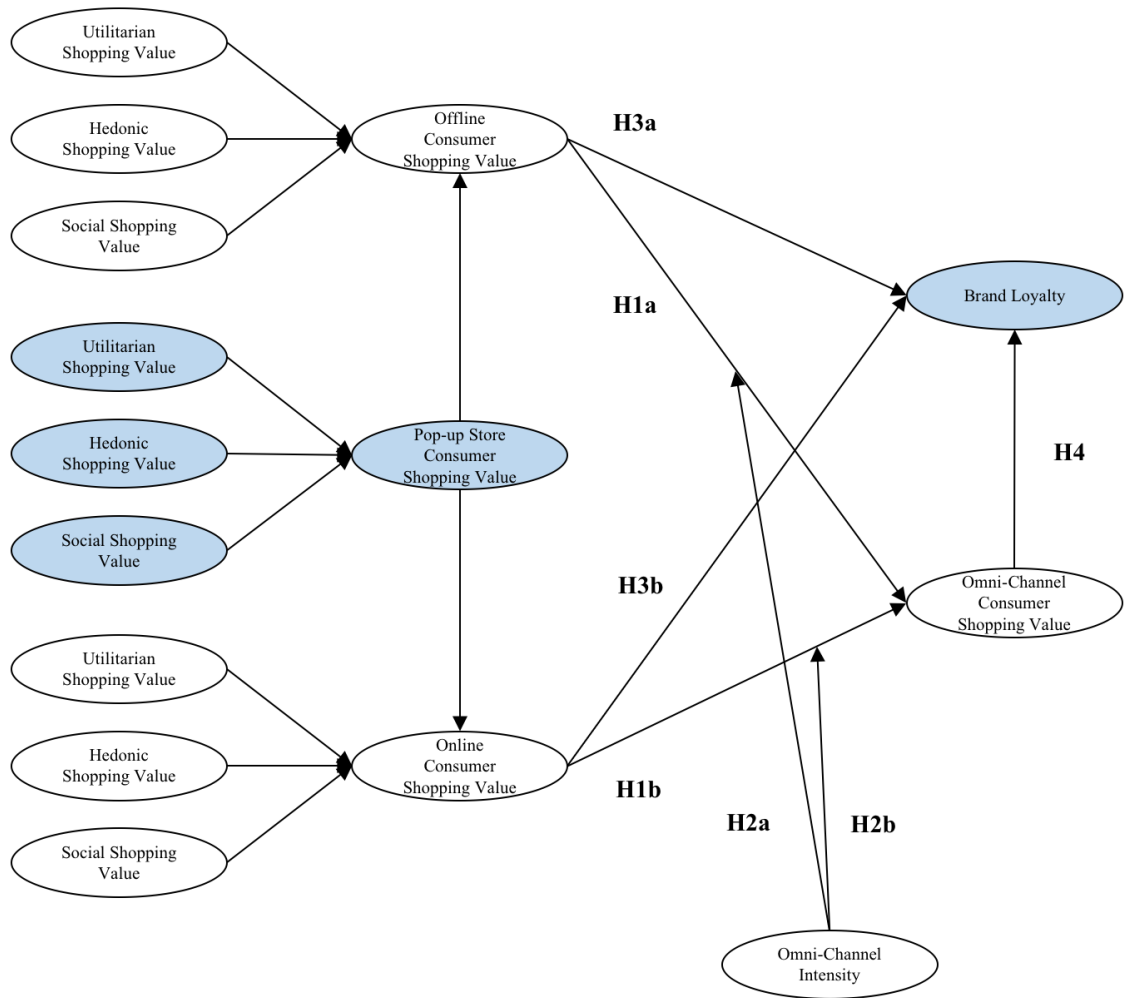 Utilitarian
Shopping Value
Hedonic
Shopping Value
Social Shopping
Value
Offline
Consumer
Shopping Value
H3a
H1a
Utilitarian
Shopping Value
Hedonic
Shopping Value
Social Shopping
Value
Pop-up Store
Consumer
Shopping Value
Brand Loyalty
H4
H3b
Omni-Channel
Consumer
Shopping Value
Utilitarian
Shopping Value
Hedonic
Shopping Value
Social Shopping
Value
Online
Consumer
Shopping Value
H1b
H2a
H2b
Omni-Channel
Intensity